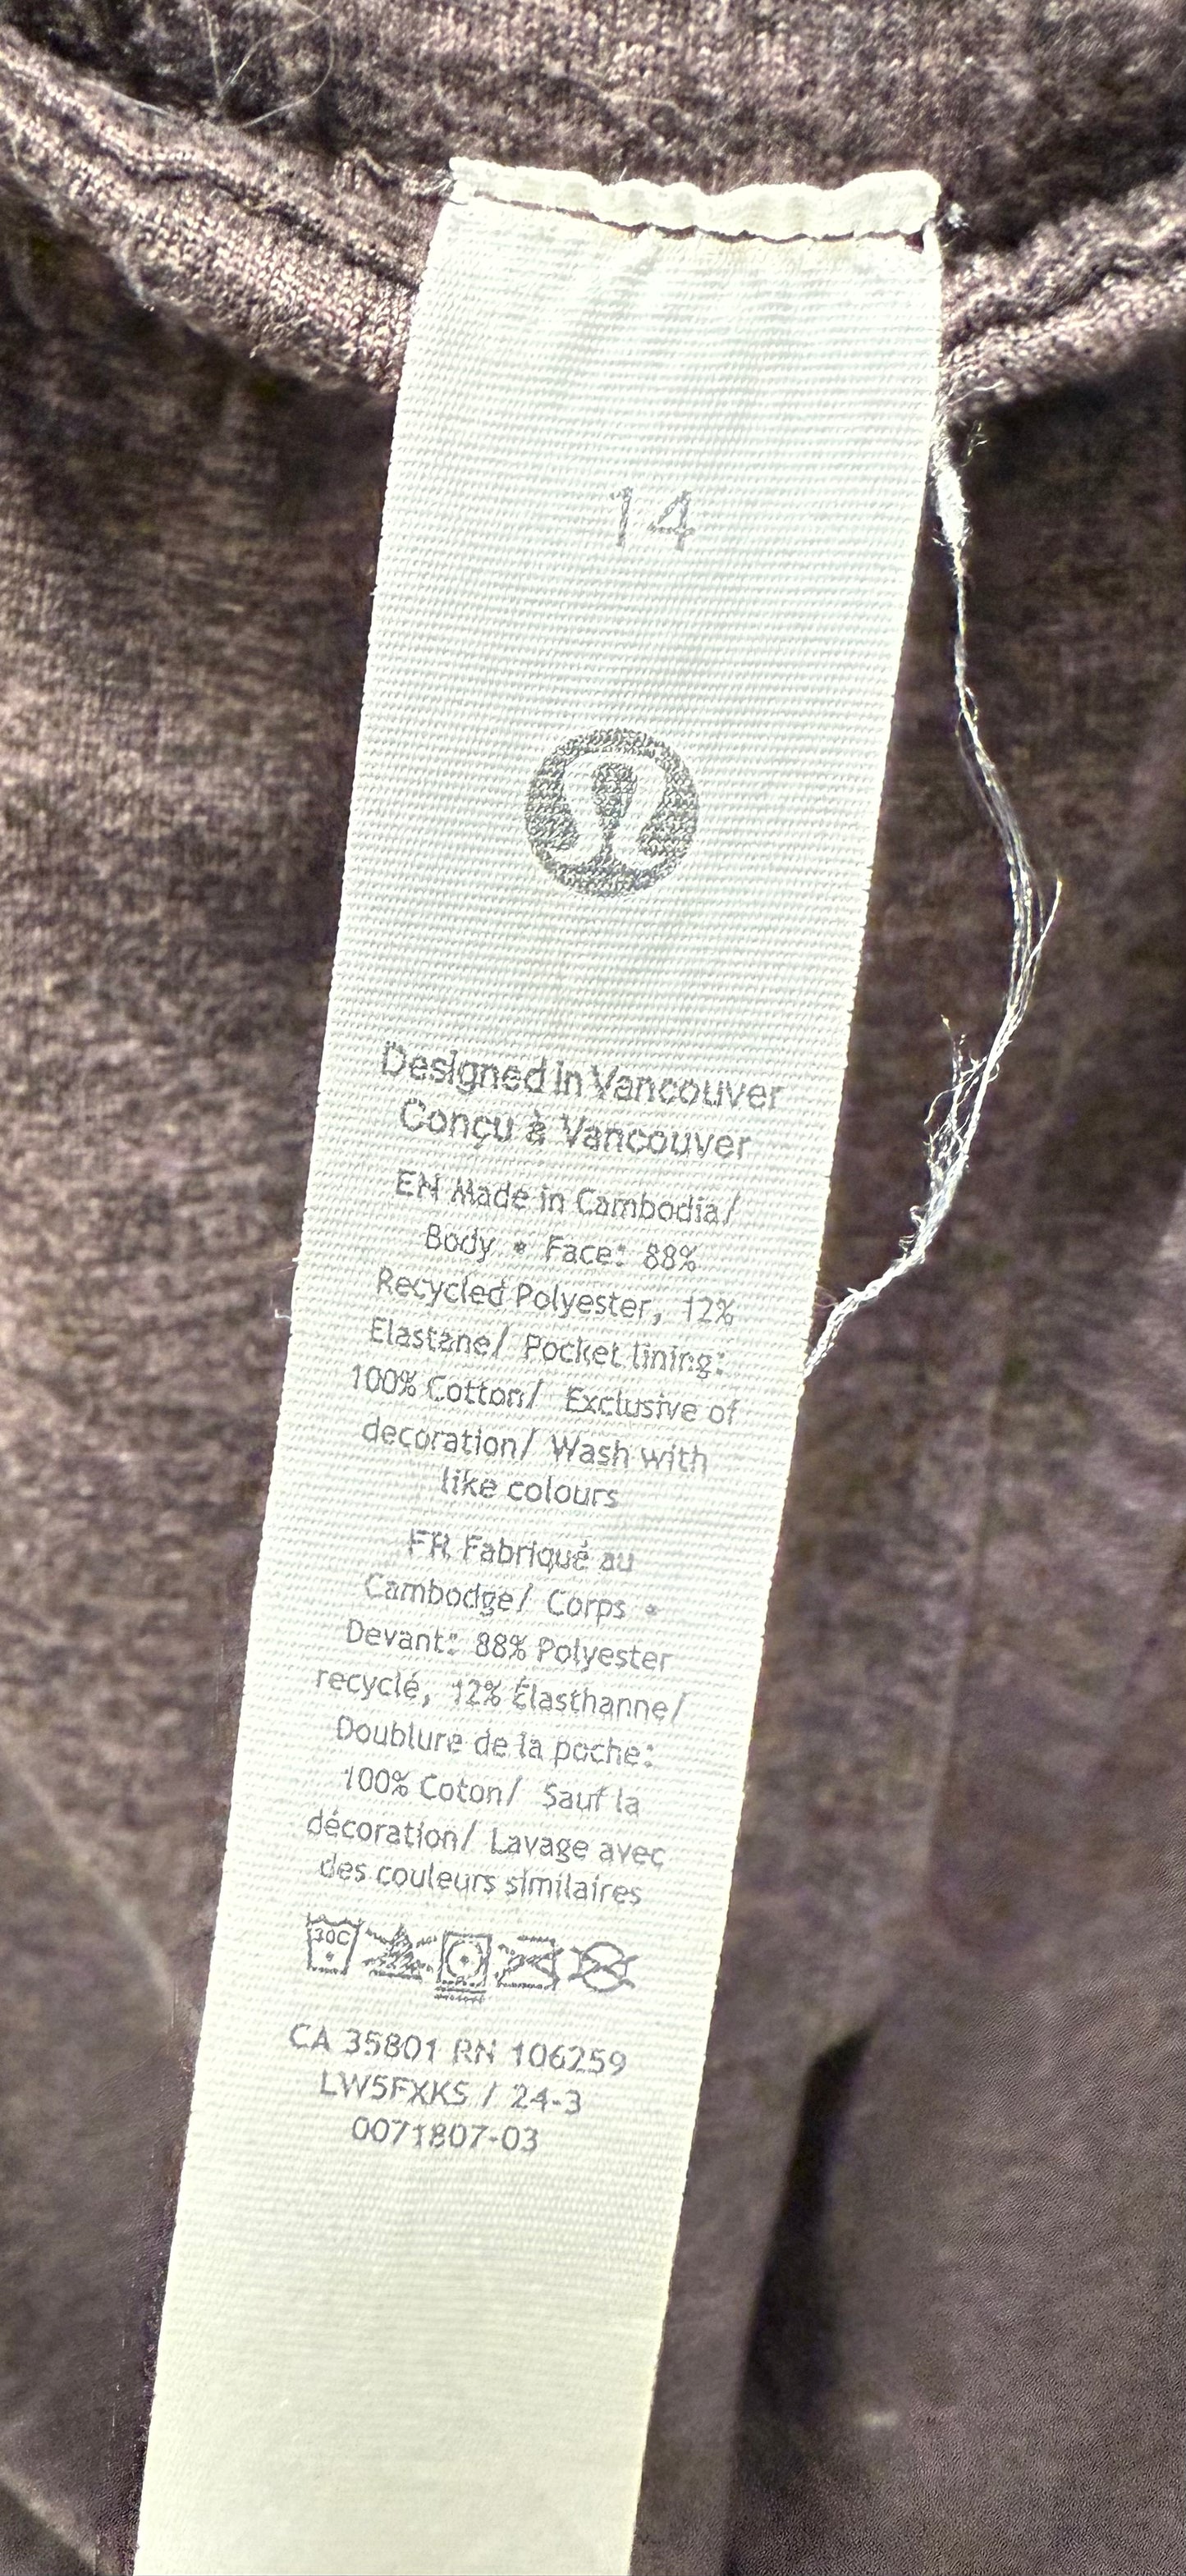 14
Designed in Vancouver
Conçu à Vancouver
EN Made in Cambodia/
Body • Face: 88%
Recycled Polyester, 12%
Elastane/ Pocket lining:
100% Cotton/ Exclusive of
decoration/ Wash with
like colours
FR Fabriqué au
Cambodge/ Corps •
Devant: 88% Polyester
recyclé, 12% Élasthanne/
Doublure de la poche:
100% Coton/ Sauf la
décoration/ Lavage avec
des couleurs similaires
30C
CA 35801 RN 106259
LW5FXKS / 24-3
0071807-03